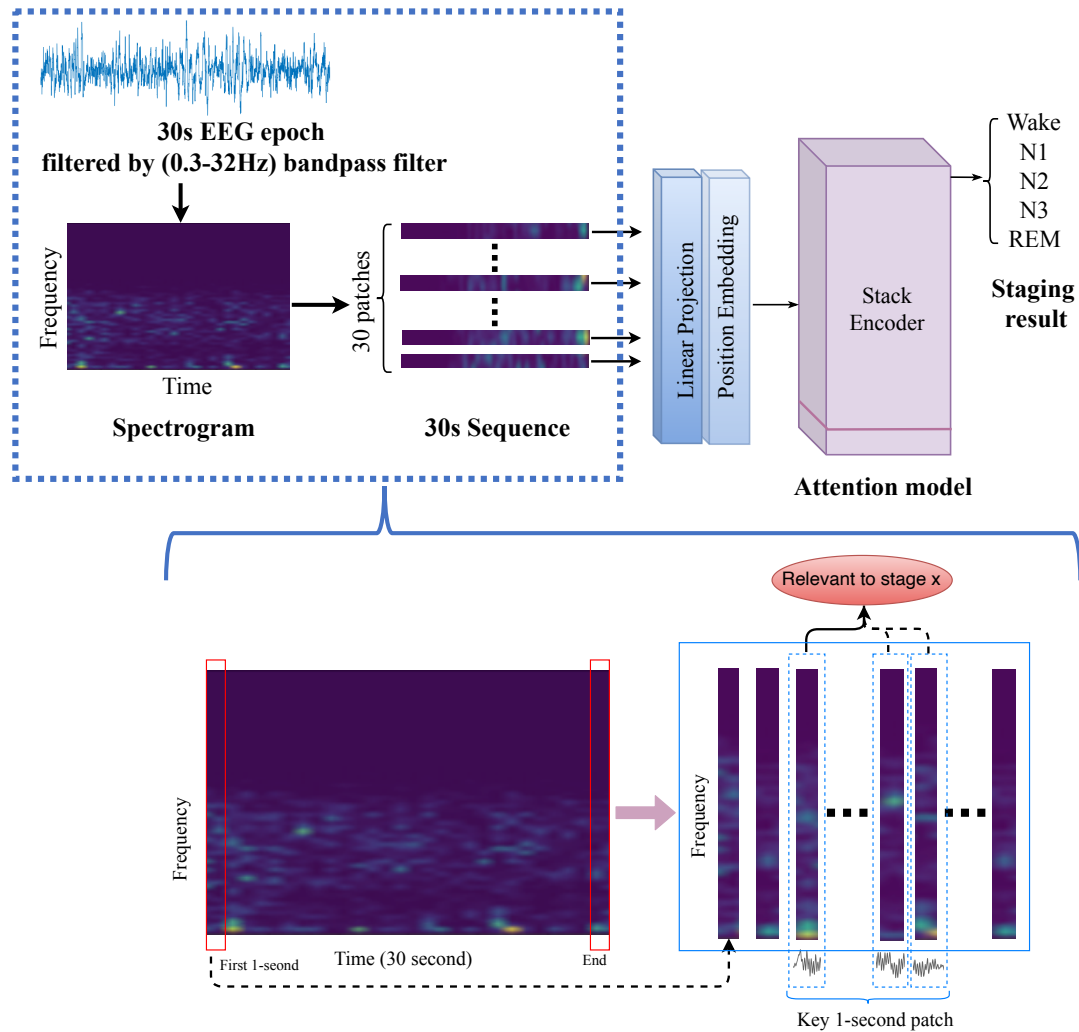 30s EEG epoch
filtered by (0.3-32Hz) bandpass filter
Frequency
Time
Spectrogram
30 patches
30s Sequence
Linear Projection
Position Embedding
Stack
Encoder
Attention model
Wake
N1
N2
N3
REM
Staging
result
Relevant to stage x
Frequency
First 1-seond
Time (30 second)
End
Frequency
Key 1-second patch